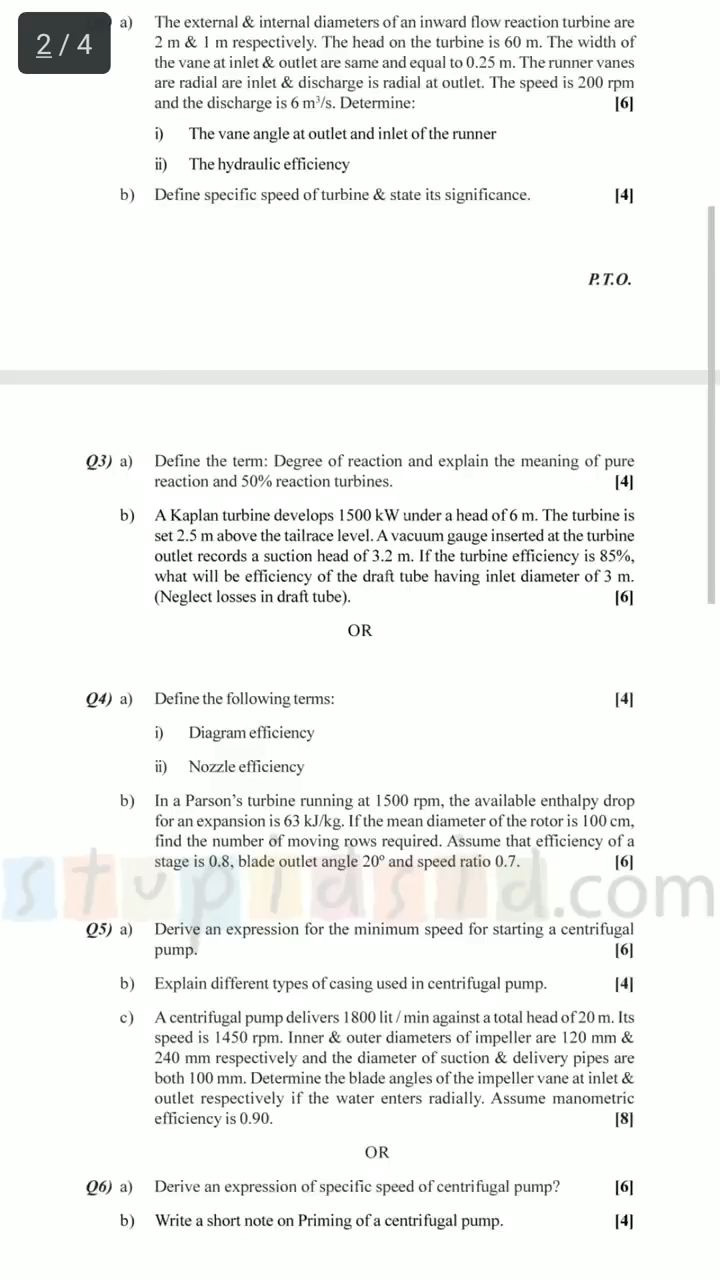 2 / 4
a) The external & internal diameters of an inward flow reaction turbine are
2 m & 1 m respectively. The head on the turbine is 60 m. The width of
the vane at inlet & outlet are same and equal to 0.25 m. The runner vanes
are radial are inlet & discharge is radial at outlet. The speed is 200 rpm
and the discharge is 6 m³/s. Determine: [6]
i) The vane angle at outlet and inlet of the runner
ii) The hydraulic efficiency
b) Define specific speed of turbine & state its significance. [4]
P.T.O.
Q3) a) Define the term: Degree of reaction and explain the meaning of pure
reaction and 50% reaction turbines. [4]
b) A Kaplan turbine develops 1500 kW under a head of 6 m. The turbine is
set 2.5 m above the tailrace level. A vacuum gauge inserted at the turbine
outlet records a suction head of 3.2 m. If the turbine efficiency is 85%,
what will be efficiency of the draft tube having inlet diameter of 3 m.
(Neglect losses in draft tube). [6]
OR
Q4) a) Define the following terms: [4]
i) Diagram efficiency
ii) Nozzle efficiency
b) In a Parson's turbine running at 1500 rpm, the available enthalpy drop
for an expansion is 63 kJ/kg. If the mean diameter of the rotor is 100 cm,
find the number of moving rows required. Assume that efficiency of a
stage is 0.8, blade outlet angle 20º and speed ratio 0.7. [6]
stupidsid.com
Q5) a) Derive an expression for the minimum speed for starting a centrifugal
pump. [6]
b) Explain different types of casing used in centrifugal pump. [4]
c) A centrifugal pump delivers 1800 lit / min against a total head of 20 m. Its
speed is 1450 rpm. Inner & outer diameters of impeller are 120 mm &
240 mm respectively and the diameter of suction & delivery pipes are
both 100 mm. Determine the blade angles of the impeller vane at inlet &
outlet respectively if the water enters radially. Assume manometric
efficiency is 0.90. [8]
OR
Q6) a) Derive an expression of specific speed of centrifugal pump? [6]
b) Write a short note on Priming of a centrifugal pump. [4]